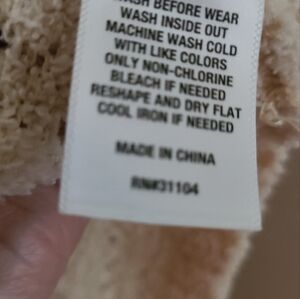 WASH BEFORE WEAR
WASH INSIDE OUT
MACHINE WASH COLD
WITH LIKE COLORS
ONLY NON-CHLORINE
BLEACH IF NEEDED
RESHAPE AND DRY FLAT
COOL IRON IF NEEDED
MADE IN CHINA
RN#31104